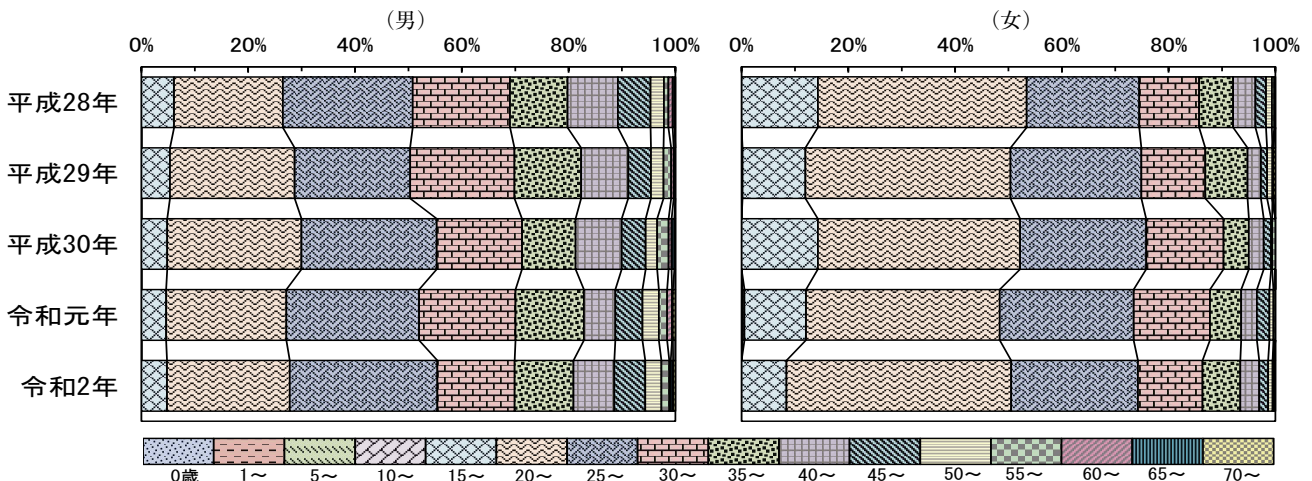 （男）
（女）
0% 20% 40% 60% 80% 100%
0% 20% 40% 60% 80% 100%
平成28年
平成29年
平成30年
令和元年
令和2年
0歳 1～ 5～ 10～ 15～ 20～ 25～ 30～ 35～ 40～ 45～ 50～ 55～ 60～ 65～ 70～